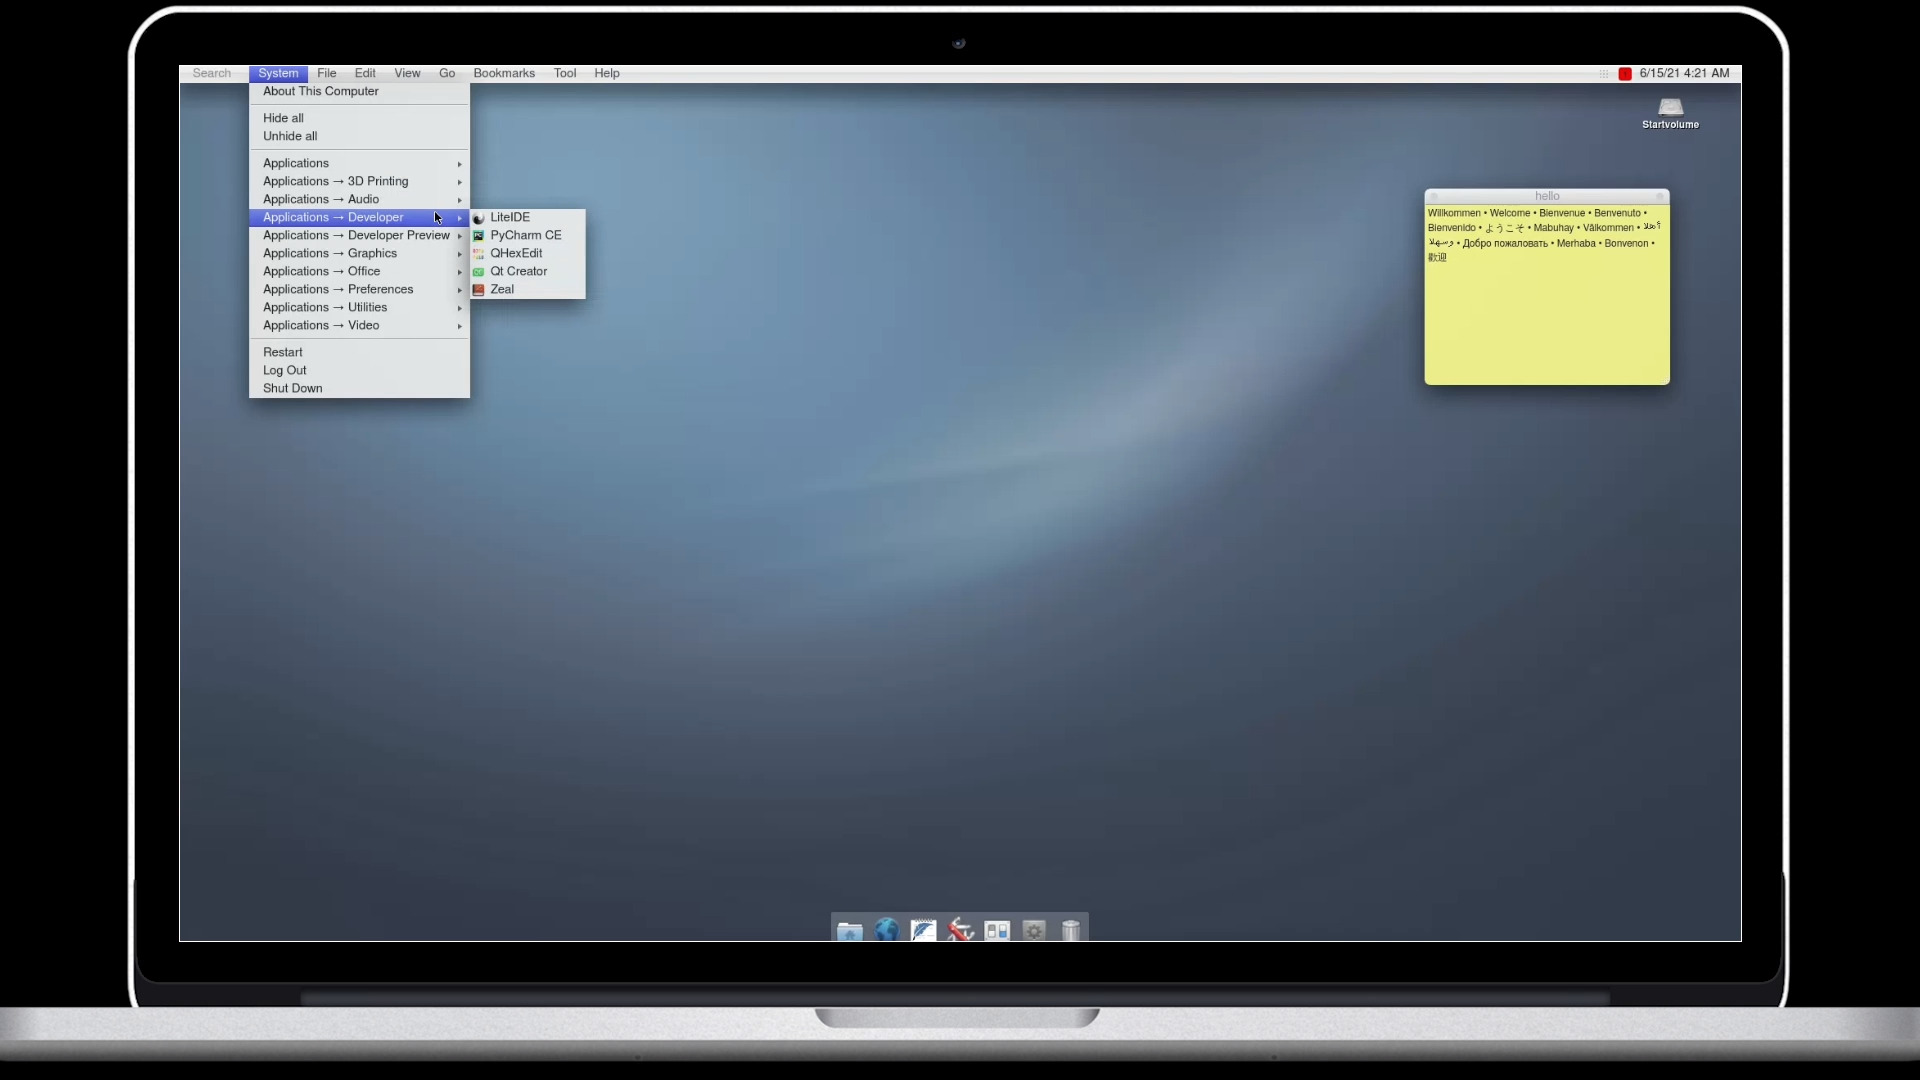 Search System File Edit View Go Bookmarks Tool Help 6/15/21 4:21 AM
About This Computer
Hide all
Unhide all
Applications
Applications → 3D Printing
Applications → Audio
Applications → Developer
Applications → Developer Preview
Applications → Graphics
Applications → Office
Applications → Preferences
Applications → Utilities
Applications → Video
Restart
Log Out
Shut Down
LiteIDE
PyCharm CE
QHexEdit
Qt Creator
Zeal
Startvolume
hello
Willkommen • Welcome • Bienvenue • Benvenuto •
Bienvenido • ようこそ • Mabuhay • Välkommen • أهلا
وسهلا • Добро пожаловать • Merhaba • Bonvenon •
歡迎